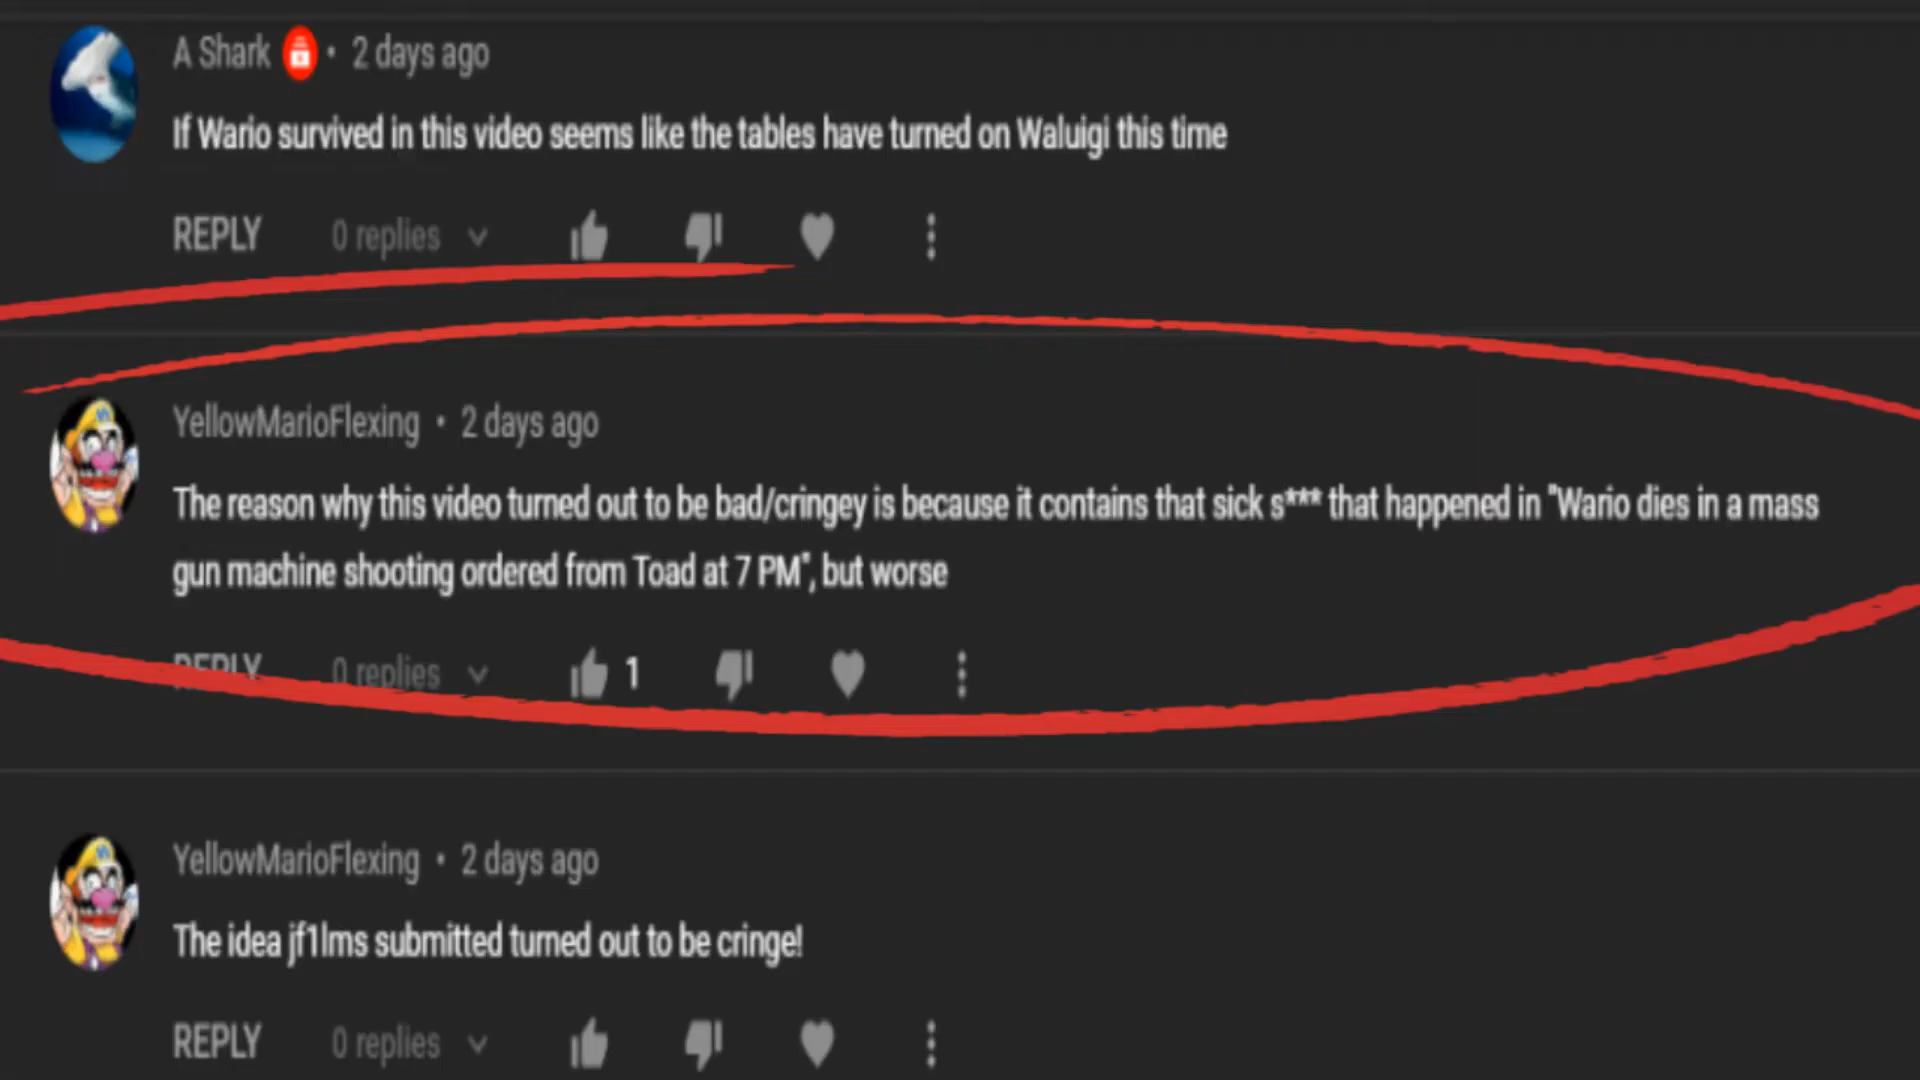 A Shark • 2 days ago
If Wario survived in this video seems like the tables have turned on Waluigi this time
REPLY 0 replies
YellowMarioFlexing • 2 days ago
The reason why this video turned out to be bad/cringey is because it contains that sick s*** that happened in "Wario dies in a mass
gun machine shooting ordered from Toad at 7 PM", but worse
REPLY 0 replies 1
YellowMarioFlexing • 2 days ago
The idea jf1lms submitted turned out to be cringe!
REPLY 0 replies